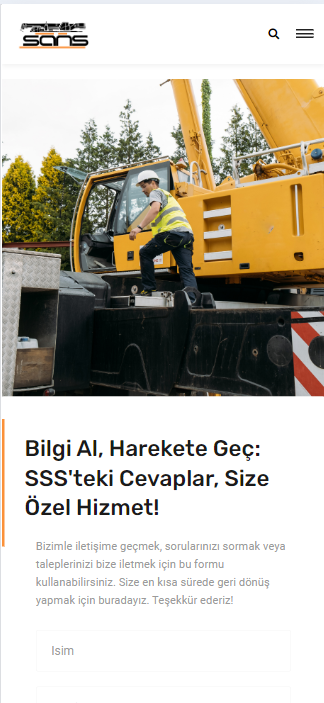 sans
Bilgi Al, Harekete Geç:
SSS'teki Cevaplar, Size
Özel Hizmet!
Bizimle iletişime geçmek, sorularınızı sormak veya
taleplerinizi bize iletmek için bu formu
kullanabilirsiniz. Size en kısa sürede geri dönüş
yapmak için buradayız. Teşekkür ederiz!
Isim